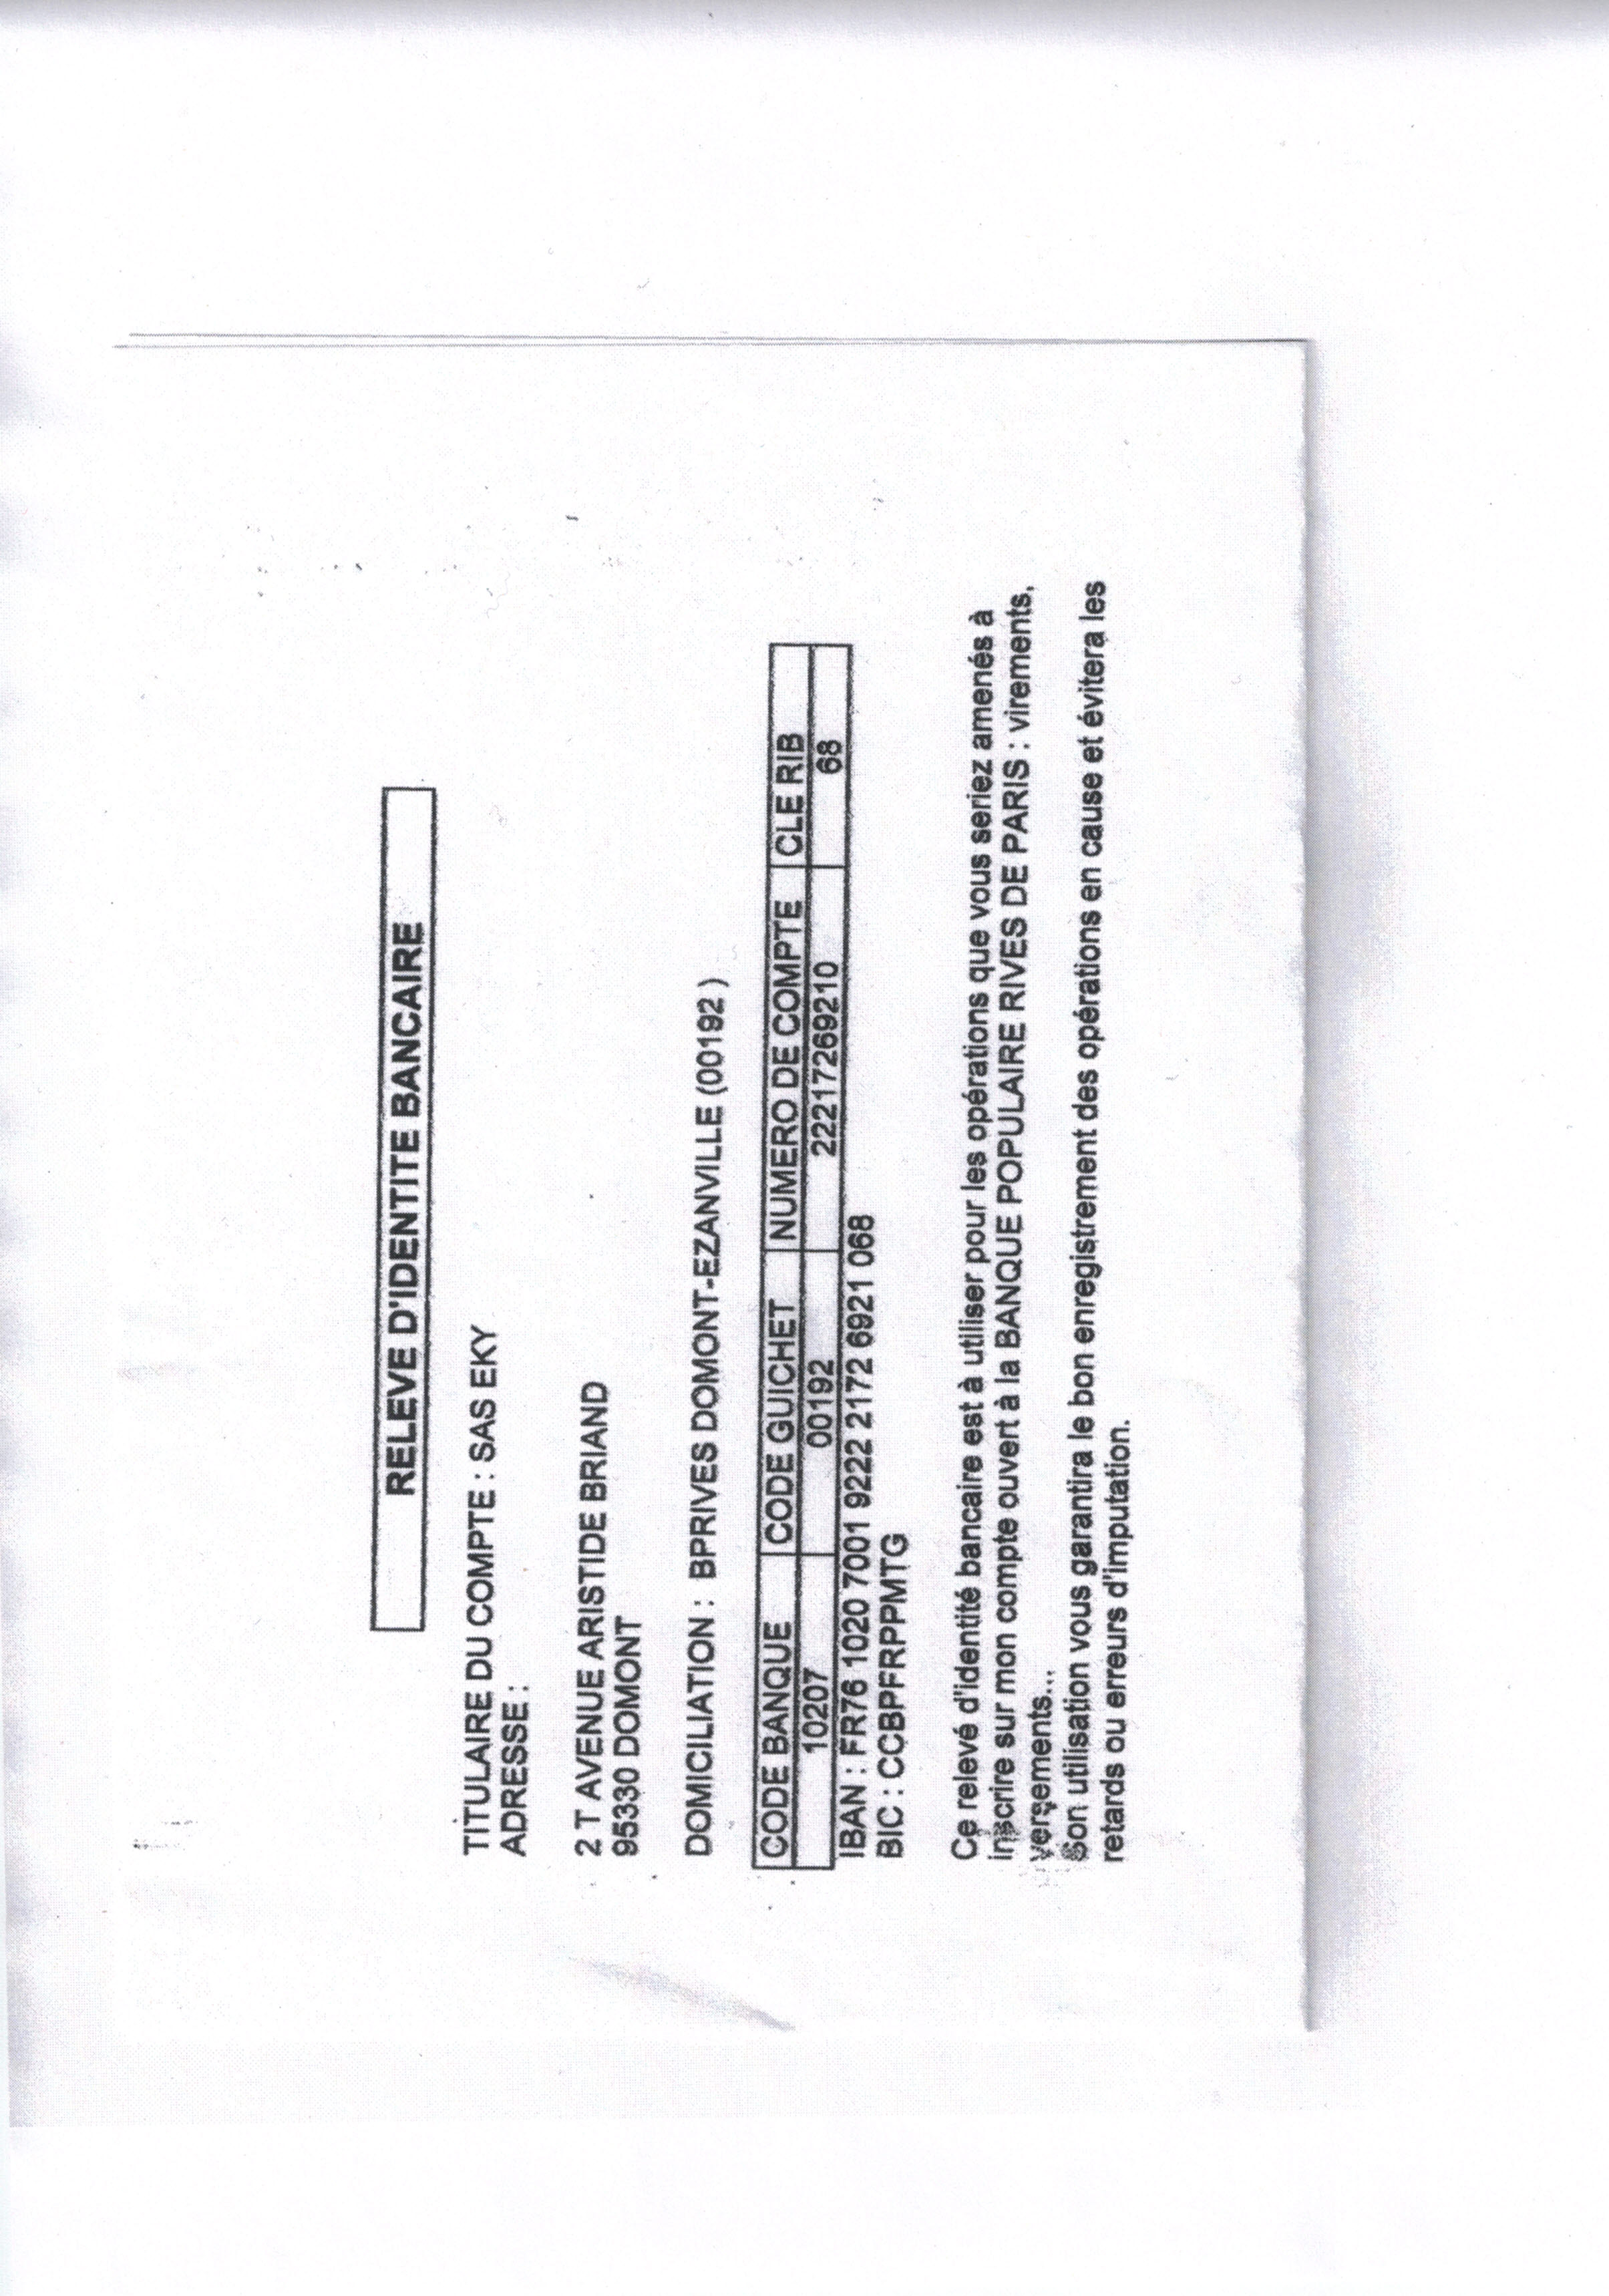 RELEVE D'IDENTITE BANCAIRE
TITULAIRE DU COMPTE : SAS EKY
ADRESSE :
2 T AVENUE ARISTIDE BRIAND
95330 DOMONT
DOMICILIATION : BPRIVES DOMONT-EZANVILLE (00192 )
CODE BANQUE CODE GUICHET NUMERO DE COMPTE CLE RIB
10207 00192 22217269210 68
IBAN : FR76 1020 7001 9222 2172 6921 068
BIC : CCBPFRPPMTG
Ce relevé d'identité bancaire est à utiliser pour les opérations que vous seriez amenés à
inscrire sur mon compte ouvert à la BANQUE POPULAIRE RIVES DE PARIS : virements,
versements...
Son utilisation vous garantira le bon enregistrement des opérations en cause et évitera les
retards ou erreurs d'imputation.